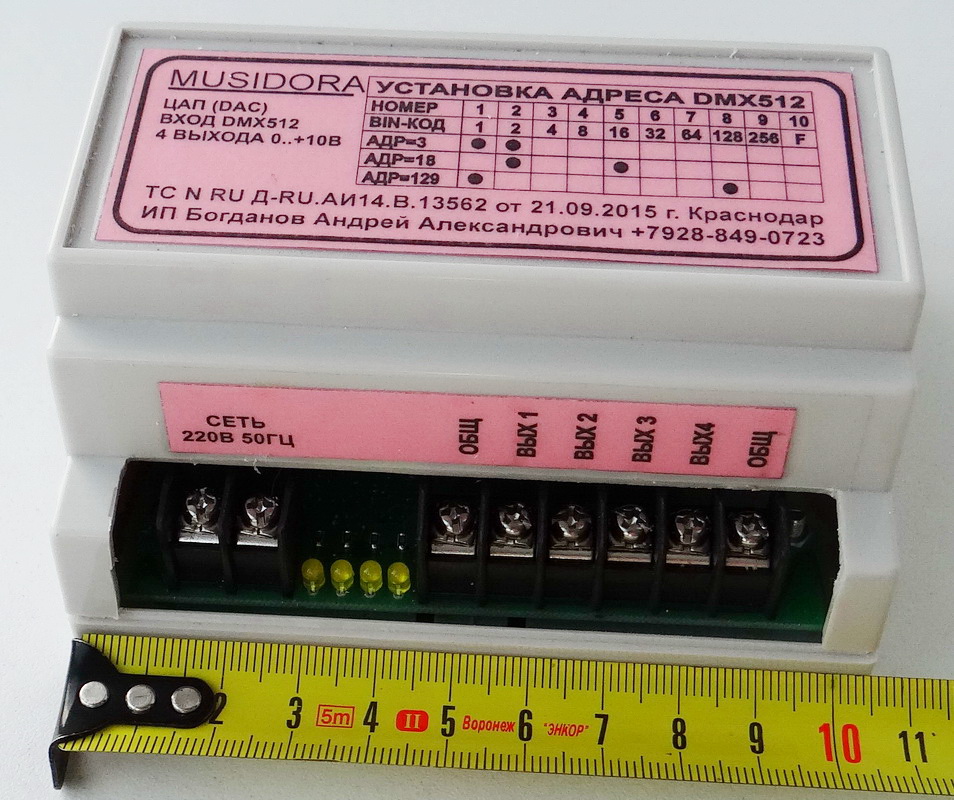 MUSIDORA
ЦАП (DAC)
ВХОД DMX512
4 ВЫХОДА 0..+10В
УСТАНОВКА АДРЕСА DMX512
НОМЕР 1 2 3 4 5 6 7 8 9 10
BIN-КОД 1 2 4 8 16 32 64 128 256 F
АДР=3
АДР=18
АДР=129
ТС N RU Д-RU.АИ14.В.13562 от 21.09.2015 г. Краснодар
ИП Богданов Андрей Александрович +7928-849-0723
СЕТЬ
220В 50ГЦ
ОБЩ
ВЫХ 1
ВЫХ 2
ВЫХ 3
ВЫХ4
ОБЩ
2 3 5m 4 II 5 Воронеж 6 "ЭНКОР" 7 8 9 10 11